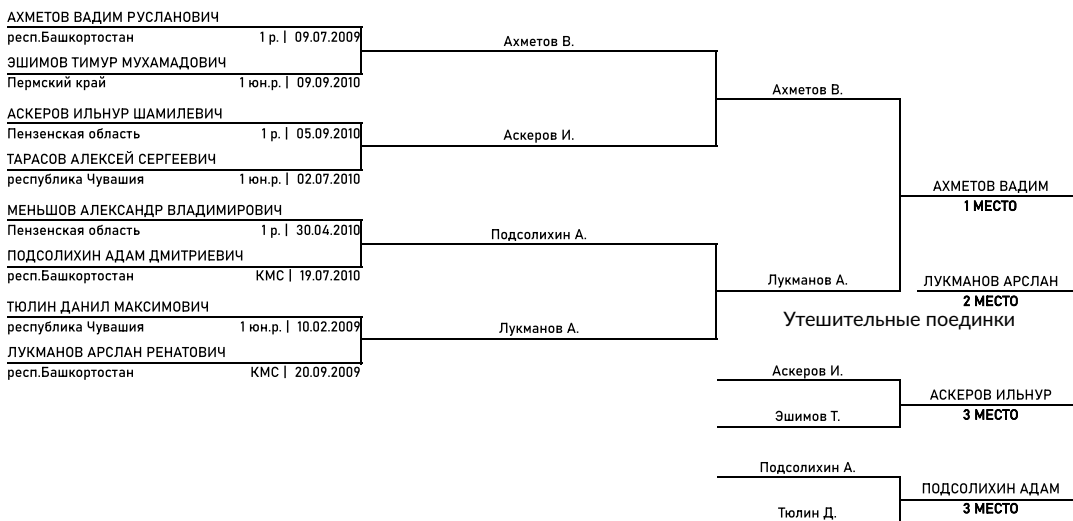 АХМЕТОВ ВАДИМ РУСЛАНОВИЧ
респ.Башкортостан 1 р. | 09.07.2009
ЭШИМОВ ТИМУР МУХАМАДОВИЧ
Пермский край 1 юн.р. | 09.09.2010
АСКЕРОВ ИЛЬНУР ШАМИЛЕВИЧ
Пензенская область 1 р. | 05.09.2010
ТАРАСОВ АЛЕКСЕЙ СЕРГЕЕВИЧ
республика Чувашия 1 юн.р. | 02.07.2010
МЕНЬШОВ АЛЕКСАНДР ВЛАДИМИРОВИЧ
Пензенская область 1 р. | 30.04.2010
ПОДСОЛИХИН АДАМ ДМИТРИЕВИЧ
респ.Башкортостан КМС | 19.07.2010
ТЮЛИН ДАНИЛ МАКСИМОВИЧ
республика Чувашия 1 юн.р. | 10.02.2009
ЛУКМАНОВ АРСЛАН РЕНАТОВИЧ
респ.Башкортостан КМС | 20.09.2009
Ахметов В.
Аскеров И.
Подсолихин А.
Лукманов А.
Ахметов В.
Лукманов А.
АХМЕТОВ ВАДИМ
1 МЕСТО
ЛУКМАНОВ АРСЛАН
2 МЕСТО
Утешительные поединки
Аскеров И.
Эшимов Т.
АСКЕРОВ ИЛЬНУР
3 МЕСТО
Подсолихин А.
Тюлин Д.
ПОДСОЛИХИН АДАМ
3 МЕСТО